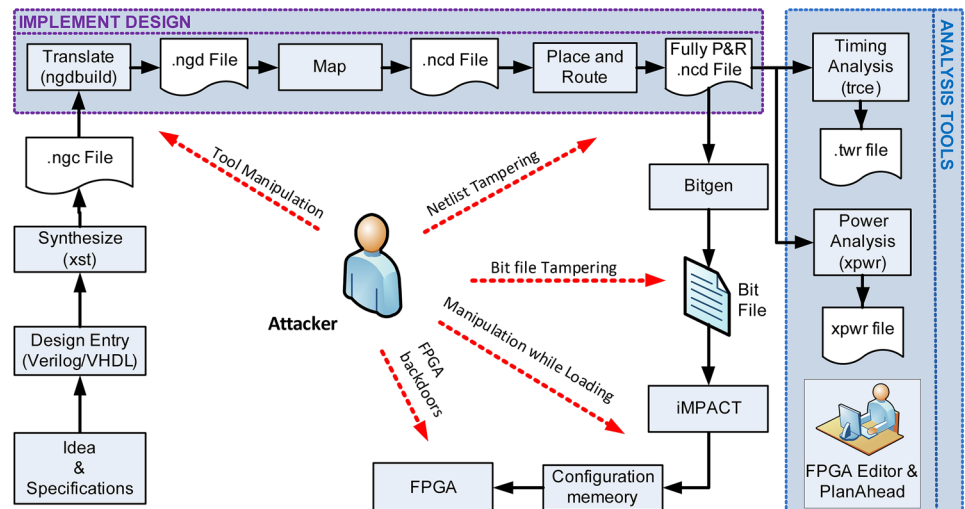 IMPLEMENT DESIGN
Translate
(ngdbuild)
.ngd File
Map
.ncd File
Place and
Route
Fully P&R
.ncd File
Timing
Analysis
(trce)
ANALYSIS TOOLS
.ngc File
Tool Manipulation
Netlist Tampering
Bitgen
.twr file
Synthesize
(xst)
Power
Analysis
(xpwr)
Bit file Tampering
Bit
File
Attacker
Design Entry
(Verilog/VHDL)
FPGA
backdoors
Manipulation while Loading
xpwr file
iMPACT
Idea
&
Specifications
FPGA
Configuration
memeory
FPGA Editor &
PlanAhead